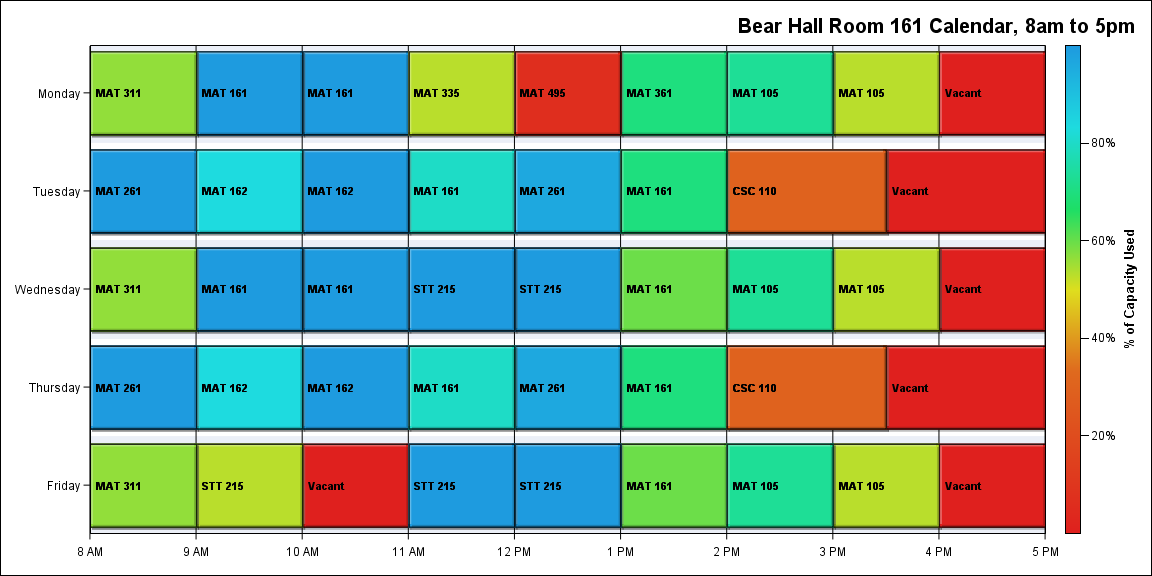 Bear Hall Room 161 Calendar, 8am to 5pm
Monday
MAT 311
MAT 161
MAT 161
MAT 335
MAT 495
MAT 361
MAT 105
MAT 105
Vacant
Tuesday
MAT 261
MAT 162
MAT 162
MAT 161
MAT 261
MAT 161
CSC 110
Vacant
Wednesday
MAT 311
MAT 161
MAT 161
STT 215
STT 215
MAT 161
MAT 105
MAT 105
Vacant
Thursday
MAT 261
MAT 162
MAT 162
MAT 161
MAT 261
MAT 161
CSC 110
Vacant
Friday
MAT 311
STT 215
Vacant
STT 215
STT 215
MAT 161
MAT 105
MAT 105
Vacant
8 AM
9 AM
10 AM
11 AM
12 PM
1 PM
2 PM
3 PM
4 PM
5 PM
80%
60%
40%
20%
% of Capacity Used